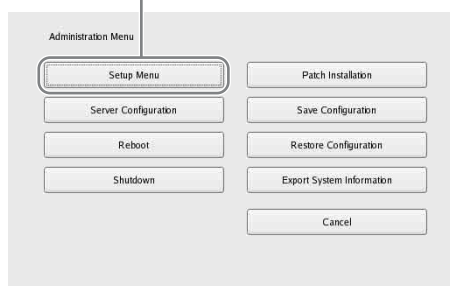 Administration Menu
Setup Menu
Patch Installation
Server Configuration
Save Configuration
Reboot
Restore Configuration
Shutdown
Export System Information
Cancel